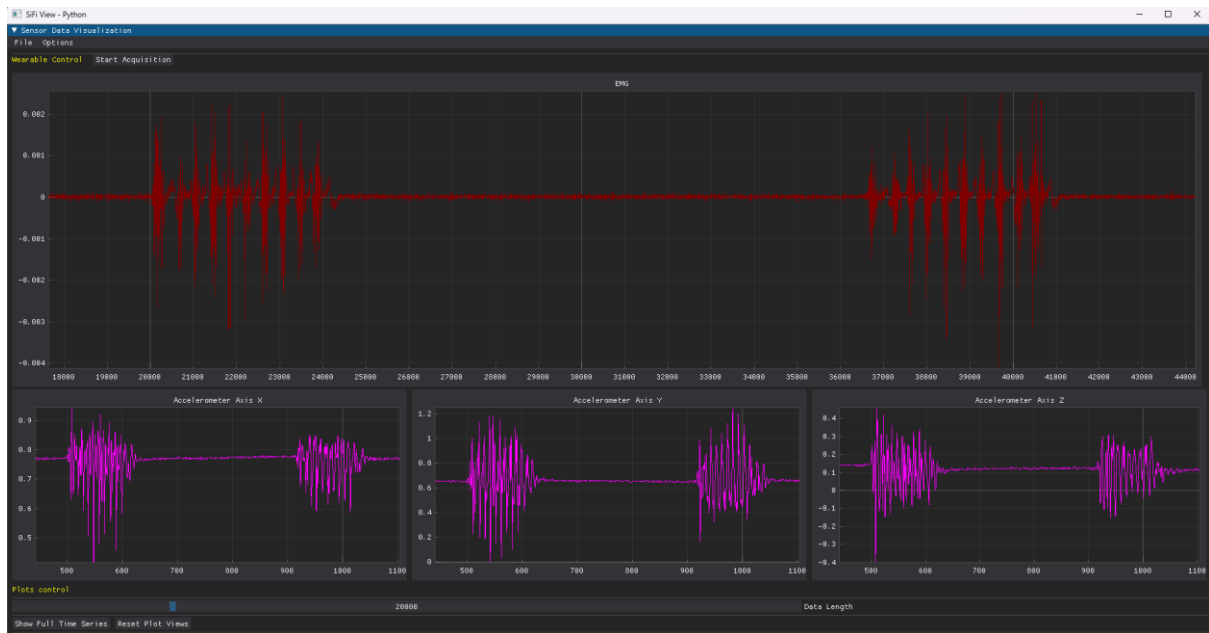 SiFi View - Python
▼ Sensor Data Visualization
File Options
Wearable Control Start Acquisition
EMG
0.002
0.001
0
-0.001
-0.002
-0.003
-0.004
18000 19000 20000 21000 22000 23000 24000 25000 26000 27000 28000 29000 30000 31000 32000 33000 34000 35000 36000 37000 38000 39000 40000 41000 42000 43000 44000
Accelerometer Axis X
0.9
0.8
0.7
0.6
0.5
500 600 700 800 900 1000 1100
Accelerometer Axis Y
1.2
1
0.8
0.6
0.4
0.2
0
500 600 700 800 900 1000 1100
Accelerometer Axis Z
0.4
0.3
0.2
0.1
0
-0.1
-0.2
-0.3
-0.4
500 600 700 800 900 1000 1100
Plots control
20000 Data Length
Show Full Time Series Reset Plot Views